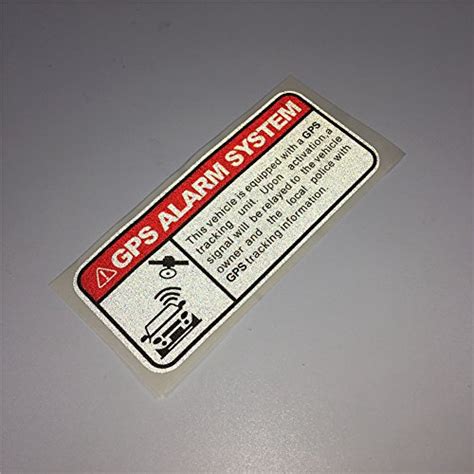 GPS ALARM SYSTEM
This vehicle is equipped with a GPS
tracking unit. Upon activation,a
signal will be relayed to the vehicle
owner and the local police with
GPS tracking information.